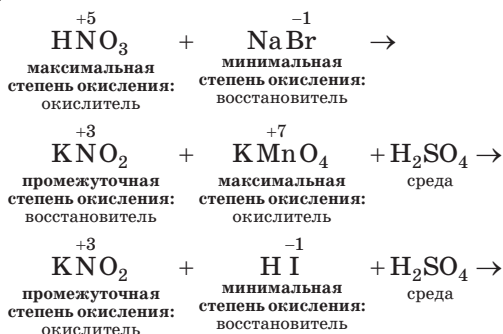 +5 −1
HNO₃ + NaBr →
максимальная минимальная
степень окисления: степень окисления:
окислитель восстановитель
+3 +7
KNO₂ + KMnO₄ + H₂SO₄ →
промежуточная максимальная среда
степень окисления: степень окисления:
восстановитель окислитель
+3 −1
KNO₂ + HI + H₂SO₄ →
промежуточная минимальная среда
степень окисления: степень окисления:
окислитель восстановитель